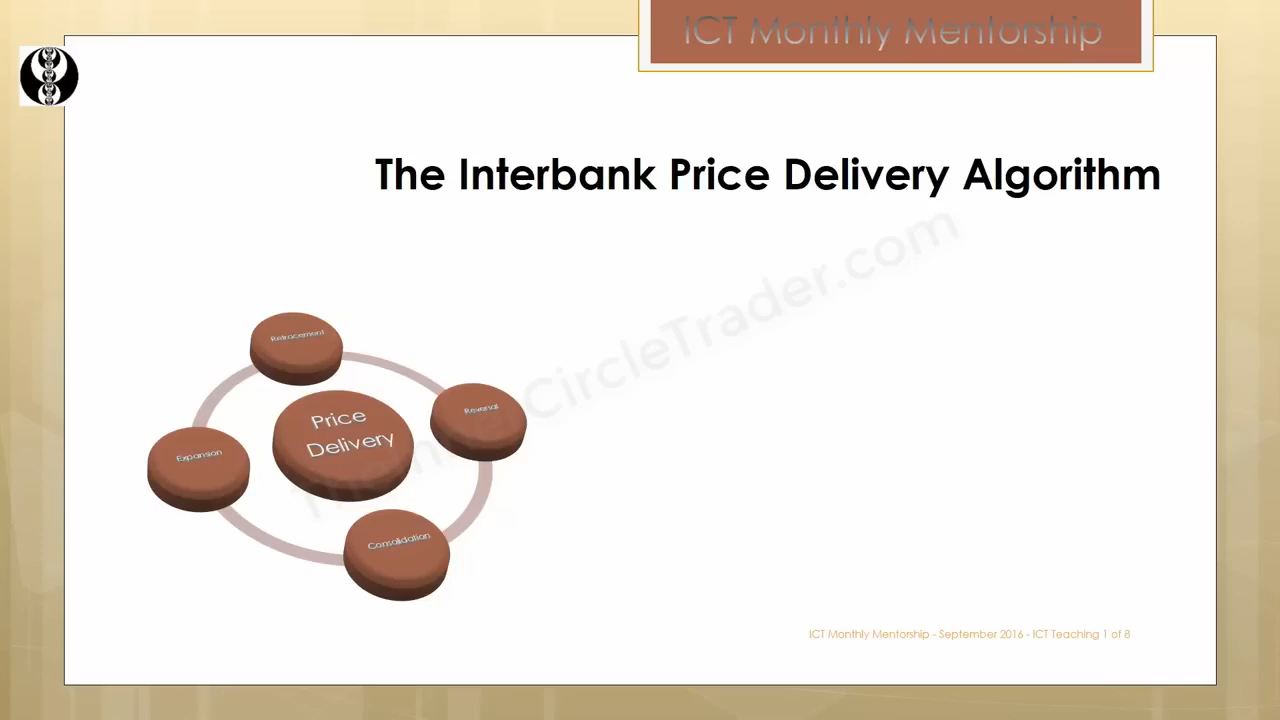 ICT Monthly Mentorship
The Interbank Price Delivery Algorithm
TheInnerCircleTrader.com
Retracement
Reversal
Price
Delivery
Expansion
Consolidation
ICT Monthly Mentorship - September 2016 - ICT Teaching 1 of 8